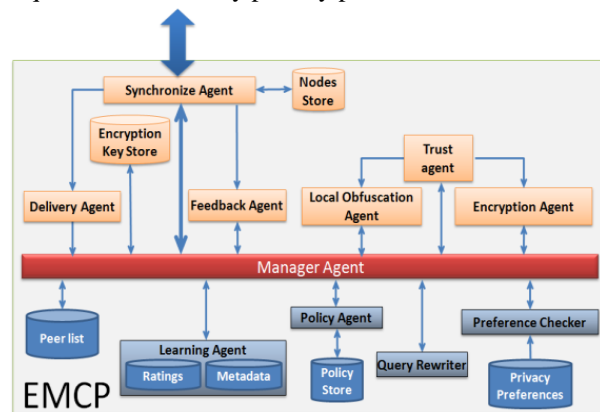 Synchronize Agent
Nodes
Store
Encryption
Key Store
Trust
agent
Delivery Agent
Feedback Agent
Local Obfuscation
Agent
Encryption Agent
Manager Agent
Peer list
Policy Agent
Preference Checker
Learning Agent
Ratings
Metadata
Policy
Store
Query Rewriter
Privacy
Preferences
EMCP